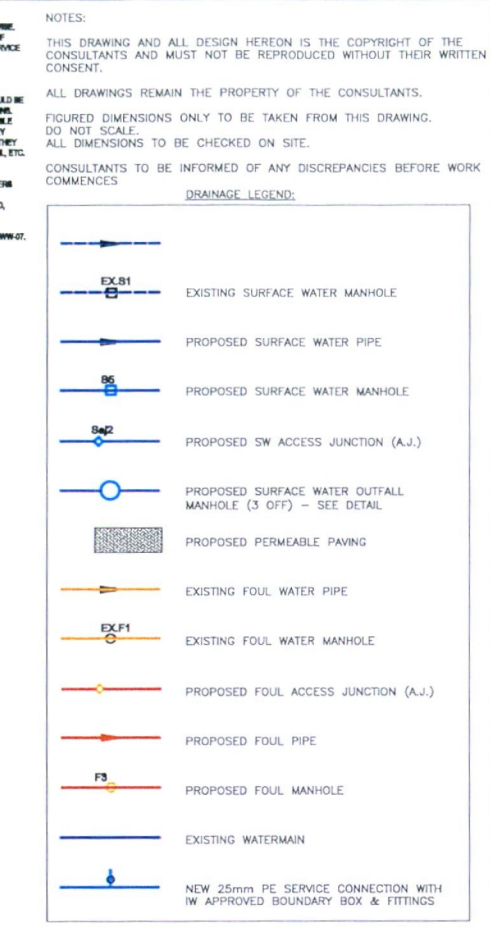 NOTES:
THIS DRAWING AND ALL DESIGN HEREON IS THE COPYRIGHT OF THE
CONSULTANTS AND MUST NOT BE REPRODUCED WITHOUT THEIR WRITTEN
CONSENT.
ALL DRAWINGS REMAIN THE PROPERTY OF THE CONSULTANTS.
FIGURED DIMENSIONS ONLY TO BE TAKEN FROM THIS DRAWING.
DO NOT SCALE.
ALL DIMENSIONS TO BE CHECKED ON SITE.
CONSULTANTS TO BE INFORMED OF ANY DISCREPANCIES BEFORE WORK
COMMENCES
DRAINAGE LEGEND:
EX.S1
EXISTING SURFACE WATER MANHOLE
PROPOSED SURFACE WATER PIPE
S6
PROPOSED SURFACE WATER MANHOLE
PROPOSED SW ACCESS JUNCTION (A.J.)
PROPOSED SURFACE WATER OUTFALL
MANHOLE (3 OFF) – SEE DETAIL
PROPOSED PERMEABLE PAVING
EXISTING FOUL WATER PIPE
EX.F1
EXISTING FOUL WATER MANHOLE
PROPOSED FOUL ACCESS JUNCTION (A.J.)
PROPOSED FOUL PIPE
F3
PROPOSED FOUL MANHOLE
EXISTING WATERMAIN
NEW 25mm PE SERVICE CONNECTION WITH
IW APPROVED BOUNDARY BOX & FITTINGS